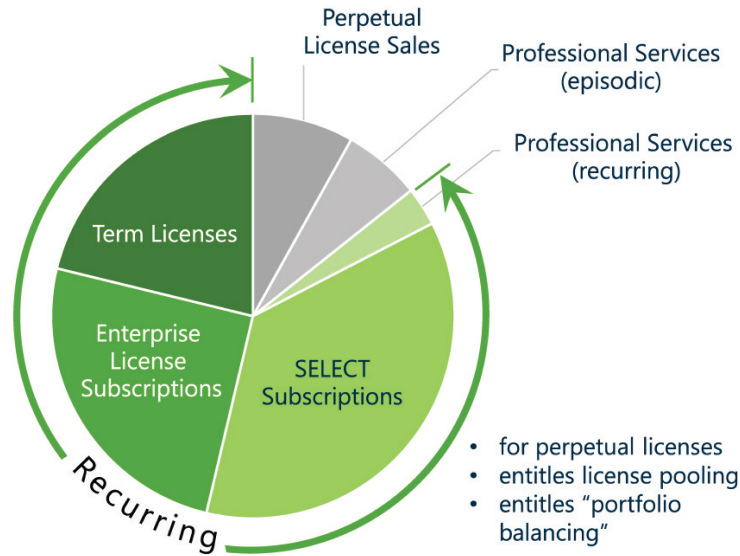 Perpetual
License Sales
Professional Services
(episodic)
Professional Services
(recurring)
Term Licenses
Enterprise
License
Subscriptions
SELECT
Subscriptions
Recurring
• for perpetual licenses
• entitles license pooling
• entitles “portfolio
balancing”